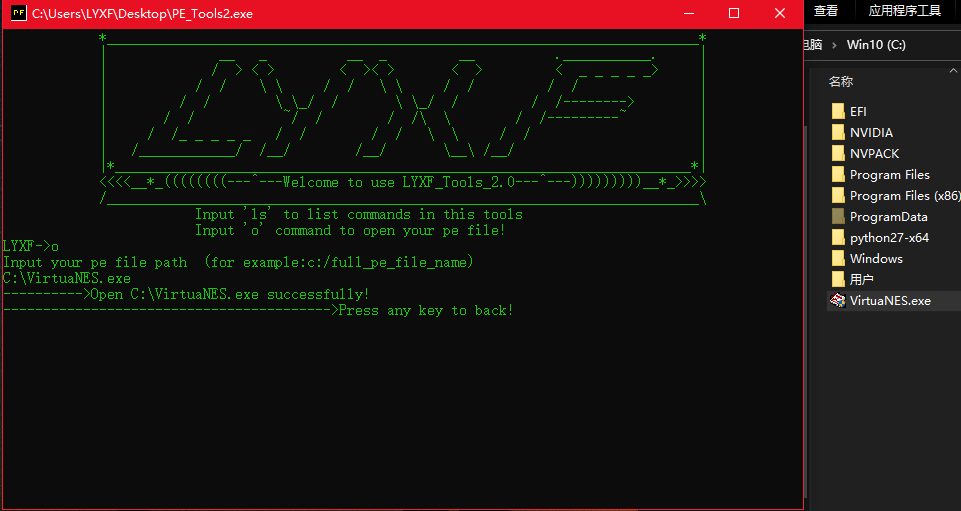 C:\Users\LYXF\Desktop\PE_Tools2.exe
LYXF
<<<<__*_((((((((---^---Welcome to use LYXF_Tools_2.0---^---)))))))))__*_>>>>
Input 'ls' to list commands in this tools
Input 'o' command to open your pe file!
LYXF->o
Input your pe file path (for example:c:/full_pe_file_name)
C:\VirtuaNES.exe
---------->Open C:\VirtuaNES.exe successfully!
----------------------------------------->Press any key to back!
查看 应用程序工具
电脑 › Win10 (C:)
名称
EFI
NVIDIA
NVPACK
Program Files
Program Files (x86)
ProgramData
python27-x64
Windows
用户
VirtuaNES.exe